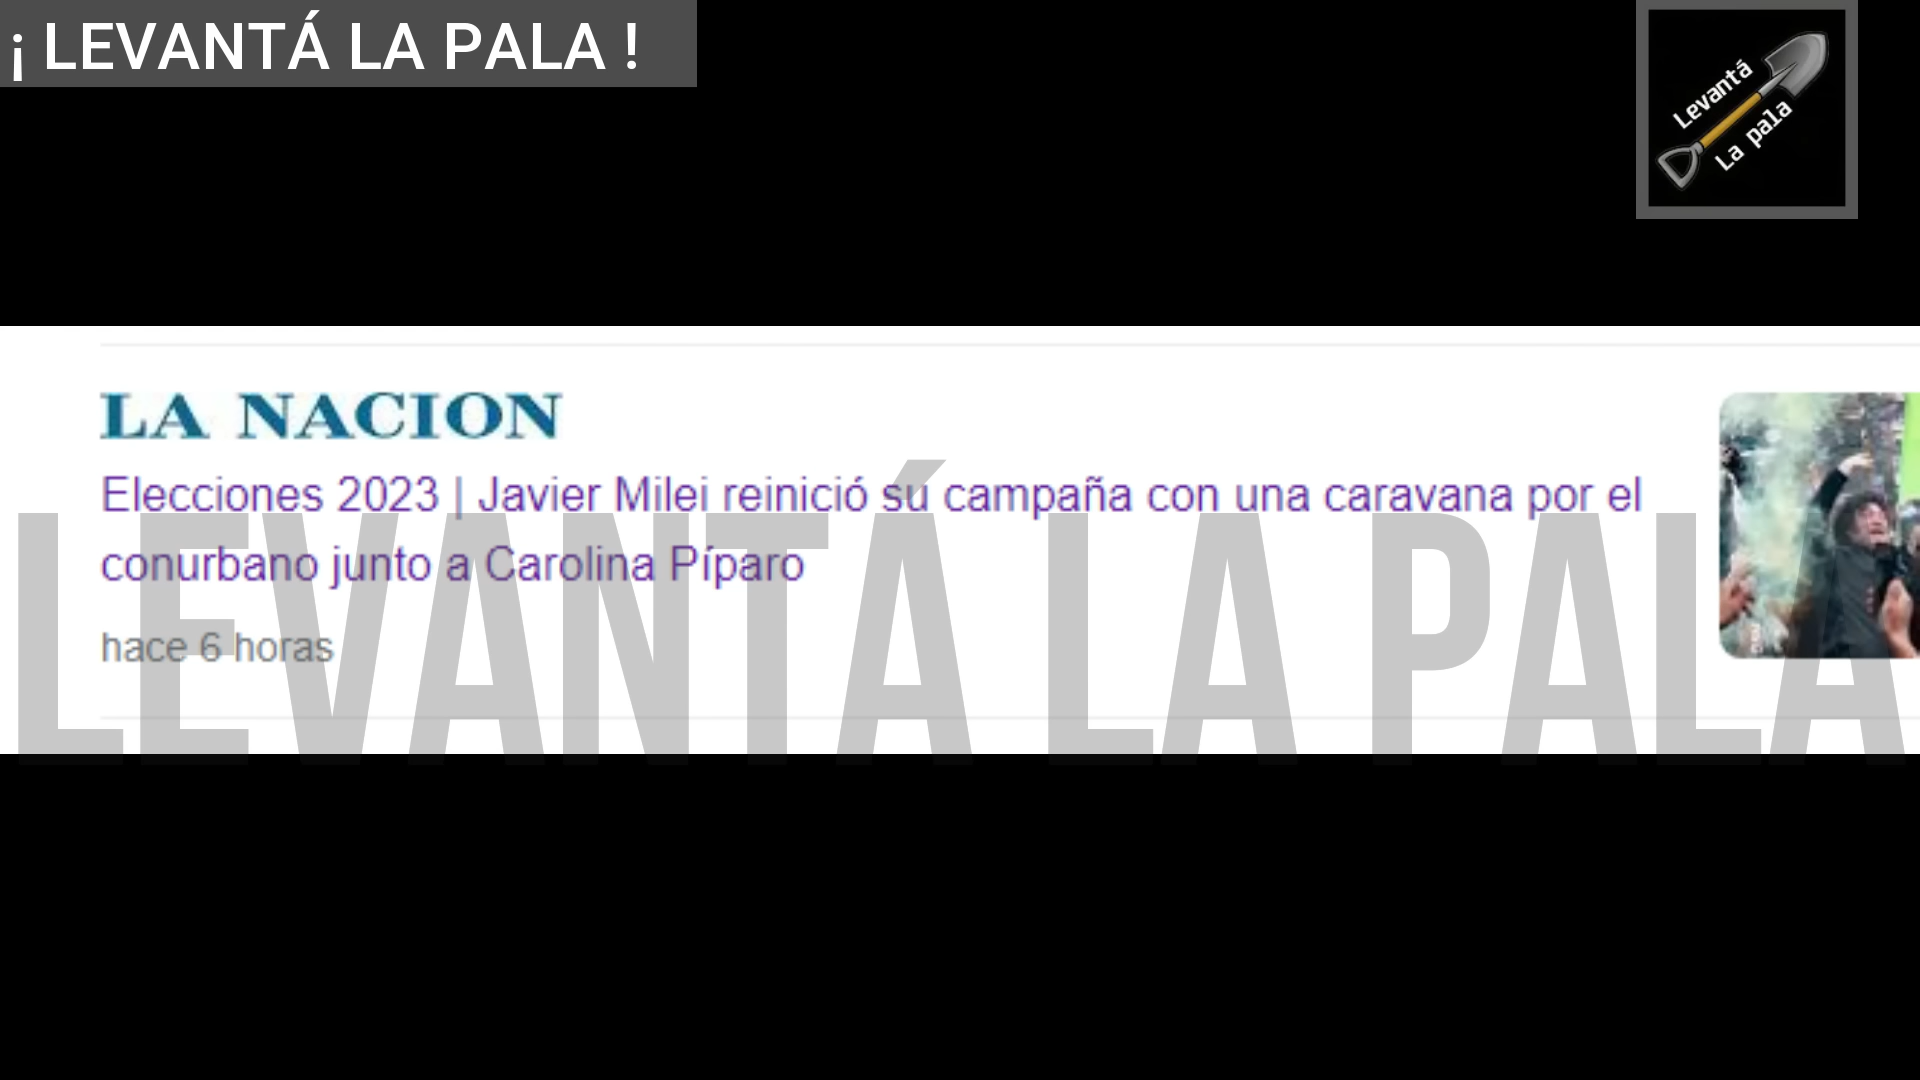 ¡ LEVANTÁ LA PALA !
Levantá
La pala
LA NACION
Elecciones 2023 | Javier Milei reinició su campaña con una caravana por el
conurbano junto a Carolina Píparo
hace 6 horas
LEVANTÁ LA PALA